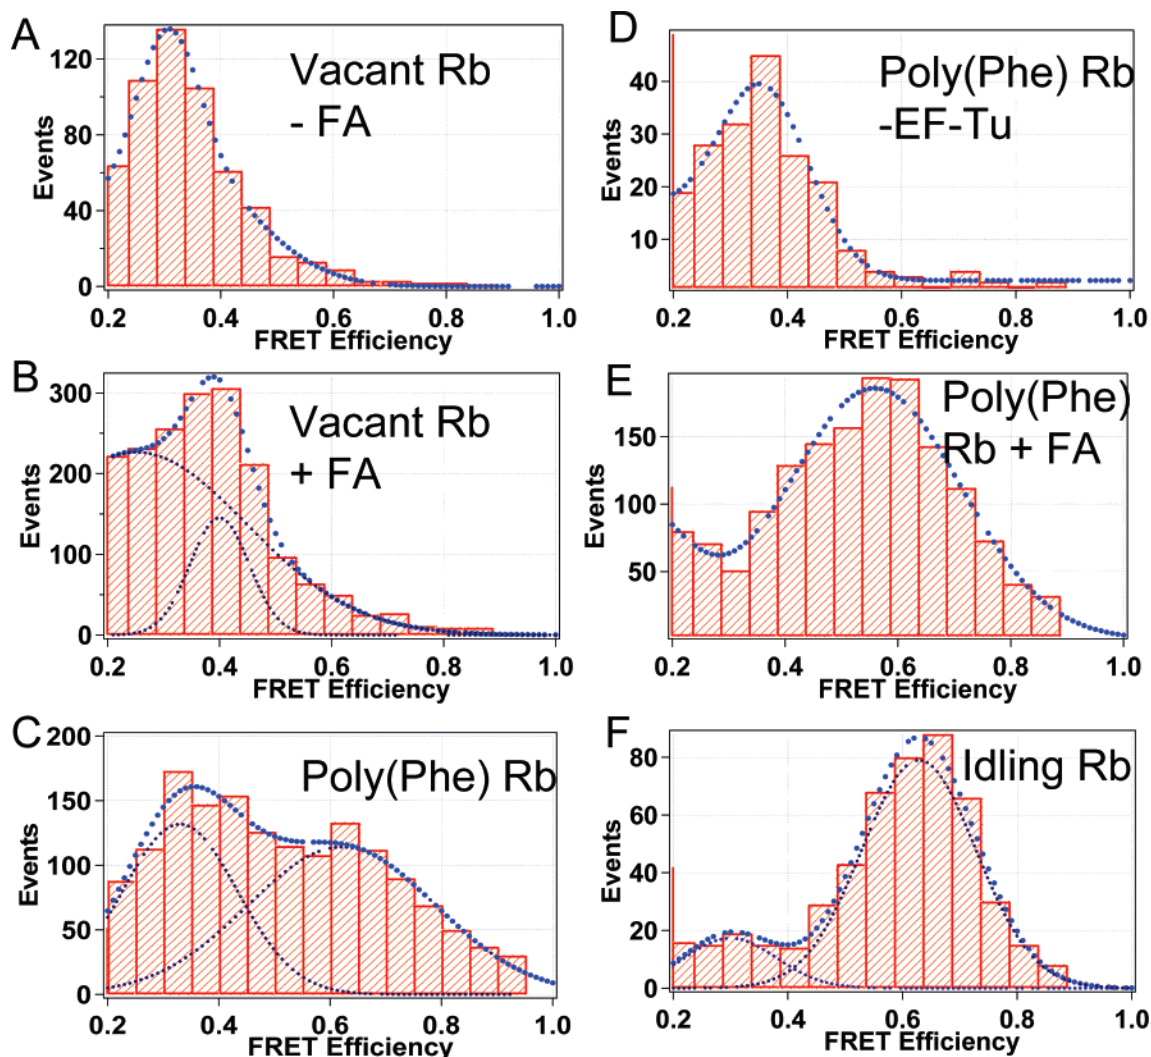 A
Vacant Rb
- FA
120
80
40
0
Events
0.2 0.4 0.6 0.8 1.0
FRET Efficiency
B
Vacant Rb
+ FA
300
200
100
0
Events
0.2 0.4 0.6 0.8 1.0
FRET Efficiency
C
Poly(Phe) Rb
200
150
100
50
0
Events
0.2 0.4 0.6 0.8 1.0
FRET Efficiency
D
Poly(Phe) Rb
-EF-Tu
40
30
20
10
Events
0.2 0.4 0.6 0.8 1.0
FRET Efficiency
E
Poly(Phe)
Rb + FA
150
100
50
Events
0.2 0.4 0.6 0.8 1.0
FRET Efficiency
F
Idling Rb
80
60
40
20
0
Events
0.2 0.4 0.6 0.8 1.0
FRET Efficiency